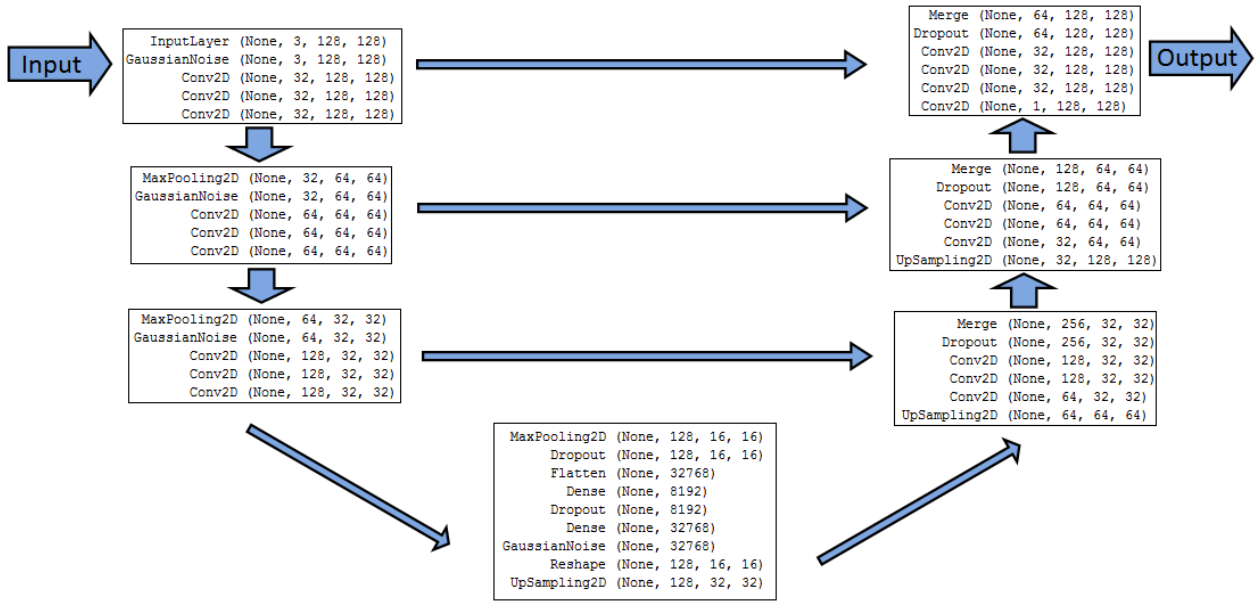 Input
InputLayer (None, 3, 128, 128)
GaussianNoise (None, 3, 128, 128)
Conv2D (None, 32, 128, 128)
Conv2D (None, 32, 128, 128)
Conv2D (None, 32, 128, 128)
MaxPooling2D (None, 32, 64, 64)
GaussianNoise (None, 32, 64, 64)
Conv2D (None, 64, 64, 64)
Conv2D (None, 64, 64, 64)
Conv2D (None, 64, 64, 64)
MaxPooling2D (None, 64, 32, 32)
GaussianNoise (None, 64, 32, 32)
Conv2D (None, 128, 32, 32)
Conv2D (None, 128, 32, 32)
Conv2D (None, 128, 32, 32)
MaxPooling2D (None, 128, 16, 16)
Dropout (None, 128, 16, 16)
Flatten (None, 32768)
Dense (None, 8192)
Dropout (None, 8192)
Dense (None, 32768)
GaussianNoise (None, 32768)
Reshape (None, 128, 16, 16)
UpSampling2D (None, 128, 32, 32)
Merge (None, 256, 32, 32)
Dropout (None, 256, 32, 32)
Conv2D (None, 128, 32, 32)
Conv2D (None, 128, 32, 32)
Conv2D (None, 64, 32, 32)
UpSampling2D (None, 64, 64, 64)
Merge (None, 128, 64, 64)
Dropout (None, 128, 64, 64)
Conv2D (None, 64, 64, 64)
Conv2D (None, 64, 64, 64)
Conv2D (None, 32, 64, 64)
UpSampling2D (None, 32, 128, 128)
Merge (None, 64, 128, 128)
Dropout (None, 64, 128, 128)
Conv2D (None, 32, 128, 128)
Conv2D (None, 32, 128, 128)
Conv2D (None, 32, 128, 128)
Conv2D (None, 1, 128, 128)
Output